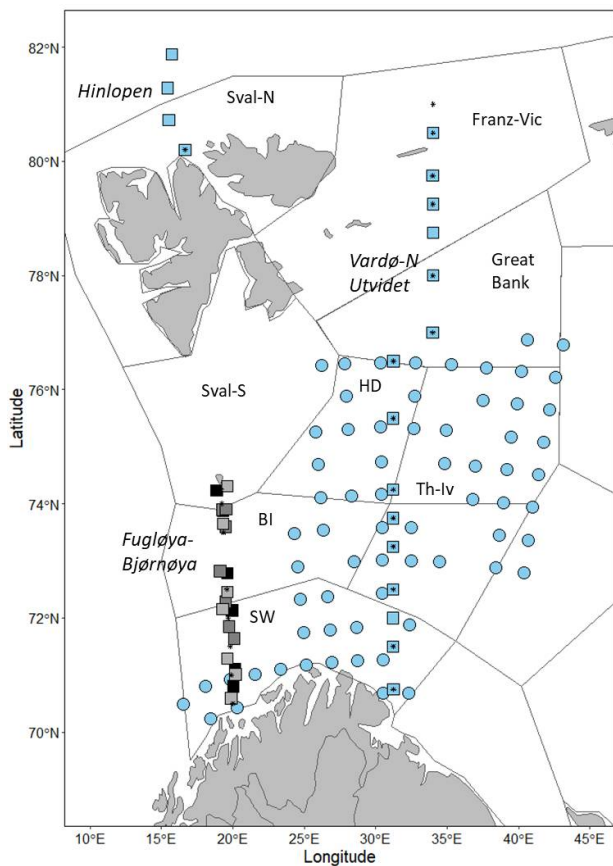 82°N
Hinlopen
Sval-N
Franz-Vic
80°N
Vardø-N
Utvidet
Great
Bank
78°N
76°N
HD
Sval-S
Latitude
Th-Iv
74°N
BI
Fugløya-
Bjørnøya
72°N
SW
70°N
10°E 15°E 20°E 25°E 30°E 35°E 40°E 45°E
Longitude